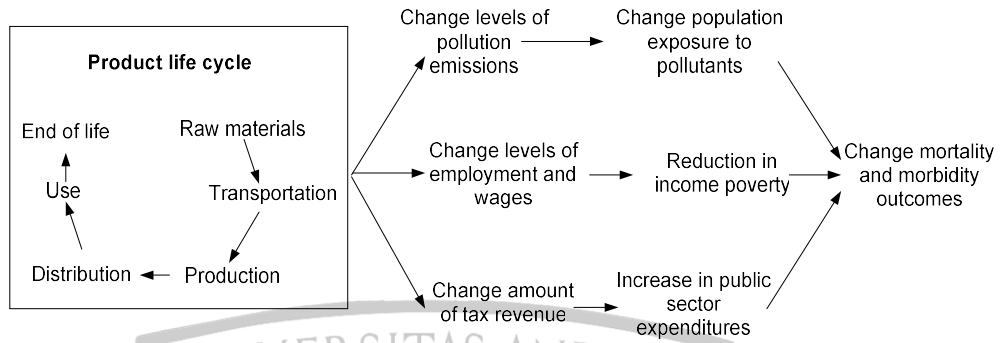 Product life cycle
End of life
Raw materials
Use
Transportation
Distribution
Production
Change levels of
pollution
emissions
Change population
exposure to
pollutants
Change levels of
employment and
wages
Reduction in
income poverty
Change mortality
and morbidity
outcomes
Change amount
of tax revenue
Increase in public
sector
expenditures